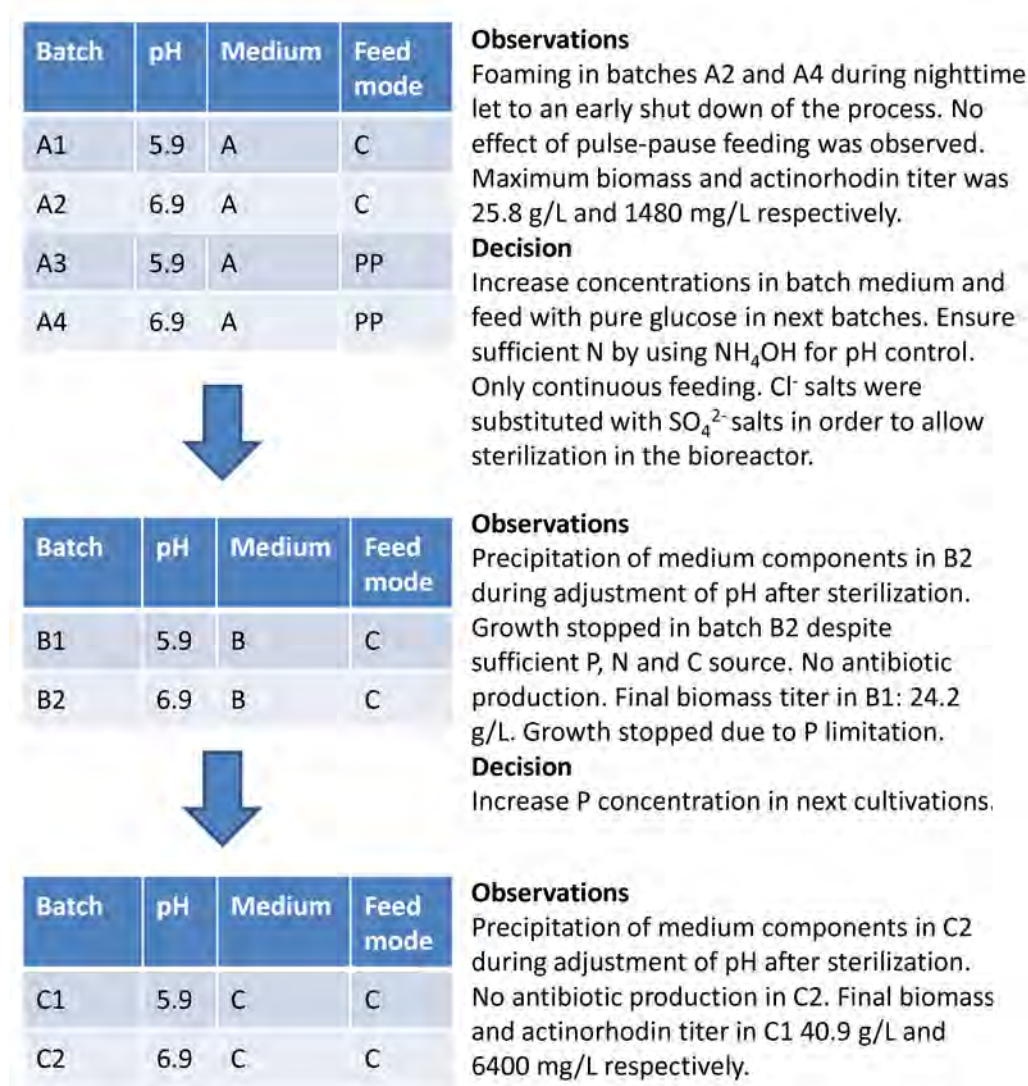 Batch pH Medium Feed mode
A1 5.9 A C
A2 6.9 A C
A3 5.9 A PP
A4 6.9 A PP
Observations
Foaming in batches A2 and A4 during nighttime
let to an early shut down of the process. No
effect of pulse-pause feeding was observed.
Maximum biomass and actinorhodin titer was
25.8 g/L and 1480 mg/L respectively.
Decision
Increase concentrations in batch medium and
feed with pure glucose in next batches. Ensure
sufficient N by using NH₄OH for pH control.
Only continuous feeding. Cl⁻ salts were
substituted with SO₄²⁻ salts in order to allow
sterilization in the bioreactor.
Batch pH Medium Feed mode
B1 5.9 B C
B2 6.9 B C
Observations
Precipitation of medium components in B2
during adjustment of pH after sterilization.
Growth stopped in batch B2 despite
sufficient P, N and C source. No antibiotic
production. Final biomass titer in B1: 24.2
g/L. Growth stopped due to P limitation.
Decision
Increase P concentration in next cultivations.
Batch pH Medium Feed mode
C1 5.9 C C
C2 6.9 C C
Observations
Precipitation of medium components in C2
during adjustment of pH after sterilization.
No antibiotic production in C2. Final biomass
and actinorhodin titer in C1 40.9 g/L and
6400 mg/L respectively.